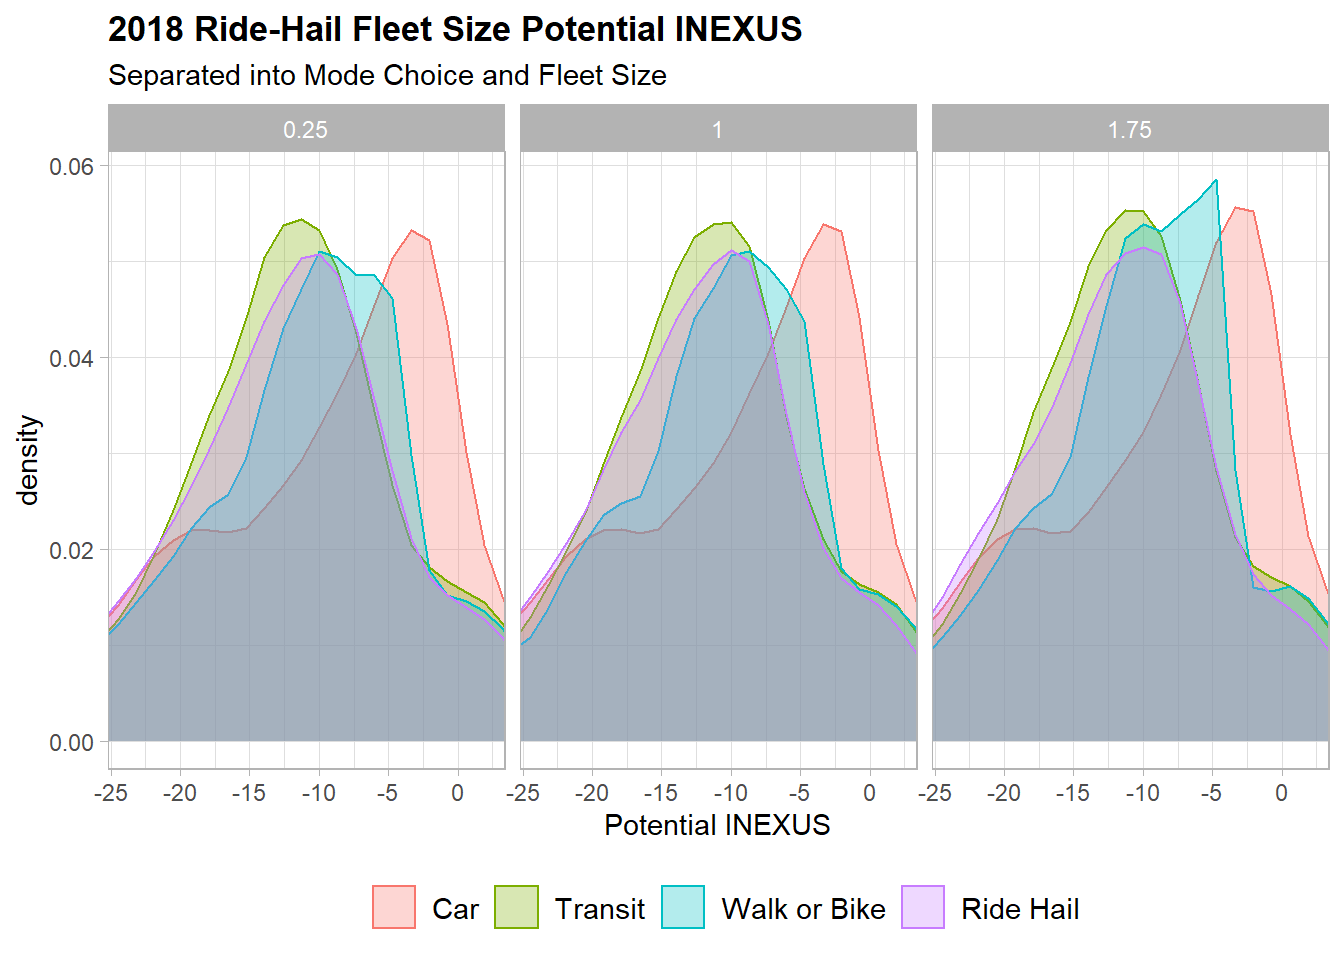 2018 Ride-Hail Fleet Size Potential INEXUS
Separated into Mode Choice and Fleet Size
0.25 1 1.75
0.06
0.04
0.02
0.00
density
-25 -20 -15 -10 -5 0 -25 -20 -15 -10 -5 0 -25 -20 -15 -10 -5 0
Potential INEXUS
Car Transit Walk or Bike Ride Hail